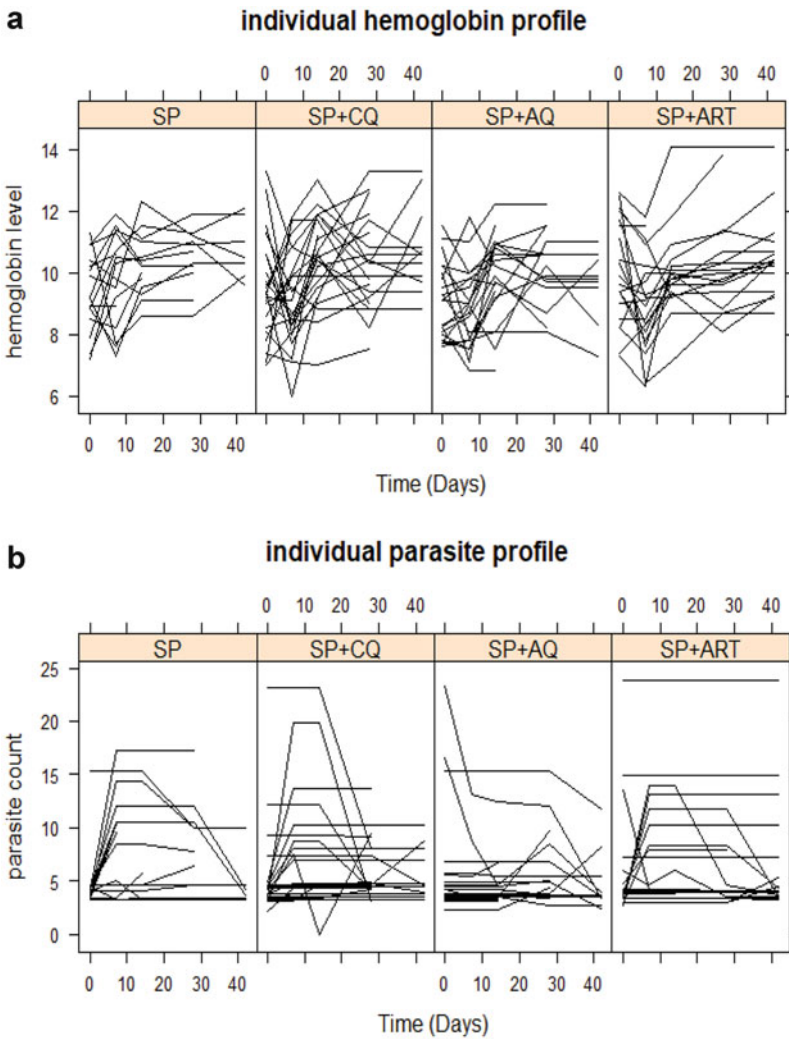 a
individual hemoglobin profile
0 10 20 30 40 0 10 20 30 40
SP SP+CQ SP+AQ SP+ART
14
12
10
8
6
hemoglobin level
0 10 20 30 40 0 10 20 30 40
Time (Days)
b
individual parasite profile
0 10 20 30 40 0 10 20 30 40
SP SP+CQ SP+AQ SP+ART
25
20
15
10
5
0
parasite count
0 10 20 30 40 0 10 20 30 40
Time (Days)